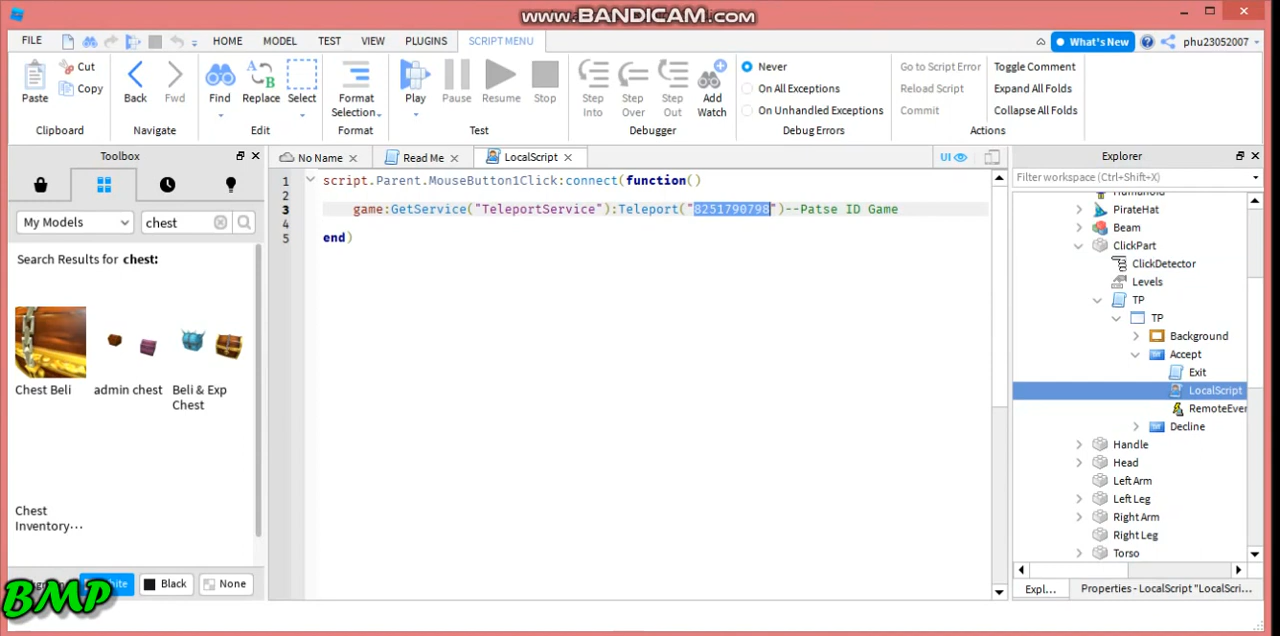 www.BANDICAM.com
FILE HOME MODEL TEST VIEW PLUGINS SCRIPT MENU What's New phu23052007
Paste Cut Copy Back Fwd Find Replace Select Format Selection Play Pause Resume Stop Step Into Step Over Step Out Add Watch Never On All Exceptions On Unhandled Exceptions Go to Script Error Reload Script Commit Toggle Comment Expand All Folds Collapse All Folds
Clipboard Navigate Edit Format Test Debugger Debug Errors Actions
Toolbox
No Name
Read Me
LocalScript
UI
Explorer
My Models
chest
Search Results for chest:
Chest Beli
admin chest
Beli & Exp
Chest
Chest
Inventory...
White
Black
None
BMP
1 script.Parent.MouseButton1Click:connect(function()
2
3 game:GetService("TeleportService"):Teleport("8251790798")--Patse ID Game
4
5 end)
Filter workspace (Ctrl+Shift+X)
Humanoid
PirateHat
Beam
ClickPart
ClickDetector
Levels
TP
TP
Background
Accept
Exit
LocalScript
RemoteEver
Decline
Handle
Head
Left Arm
Left Leg
Right Arm
Right Leg
Torso
Expl...
Properties - LocalScript "LocalScri...